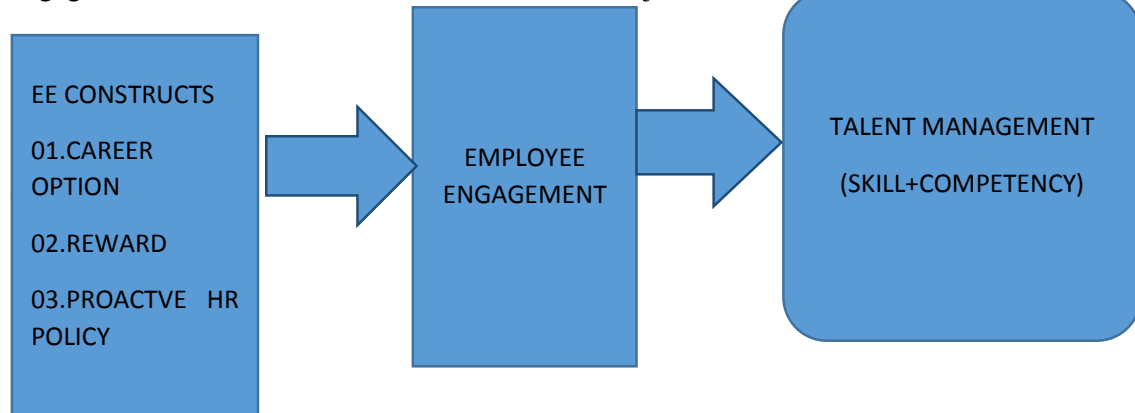 EE CONSTRUCTS
01.CAREER
OPTION
02.REWARD
03.PROACTVE HR
POLICY
EMPLOYEE
ENGAGEMENT
TALENT MANAGEMENT
(SKILL+COMPETENCY)